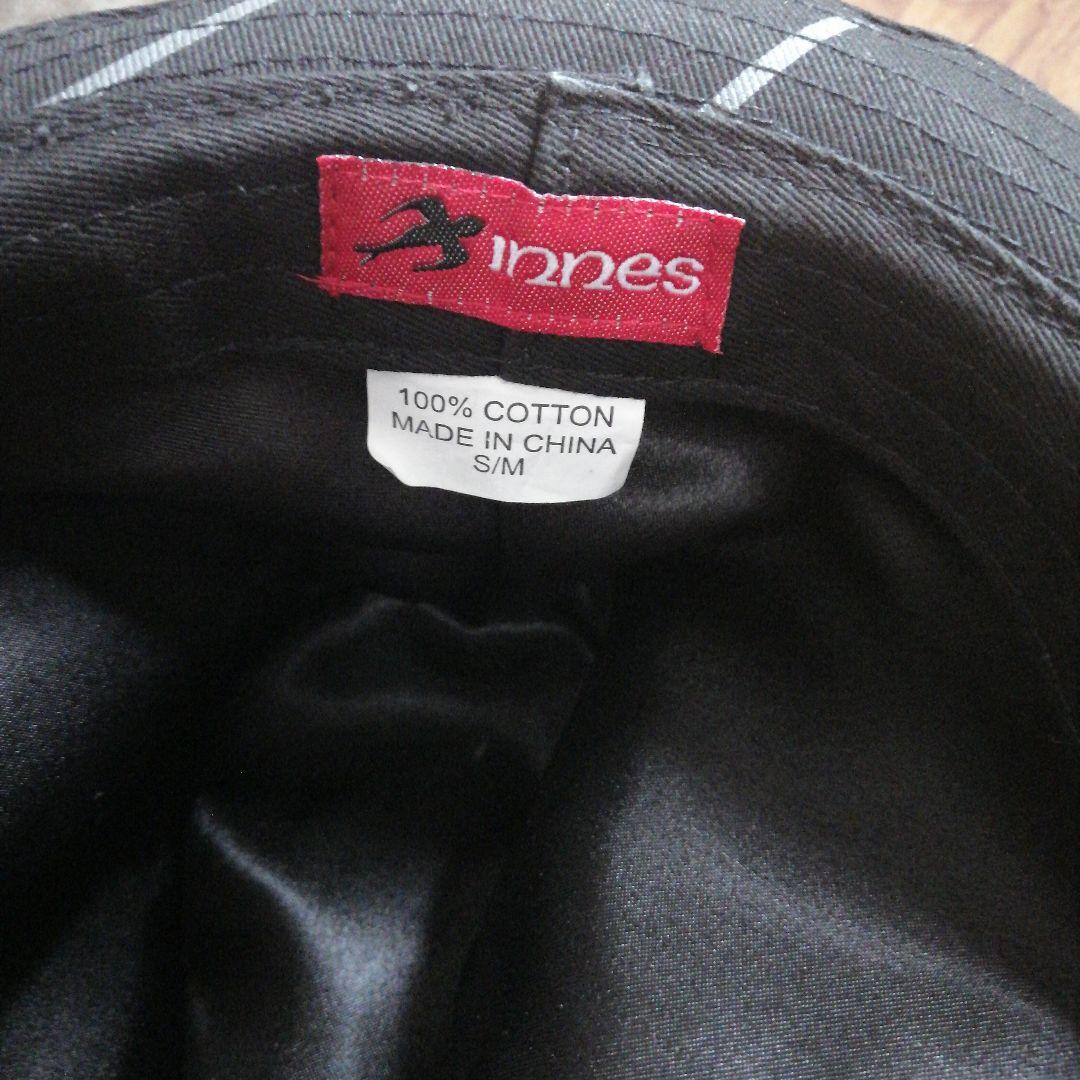 INNES
100% COTTON
MADE IN CHINA
S/M